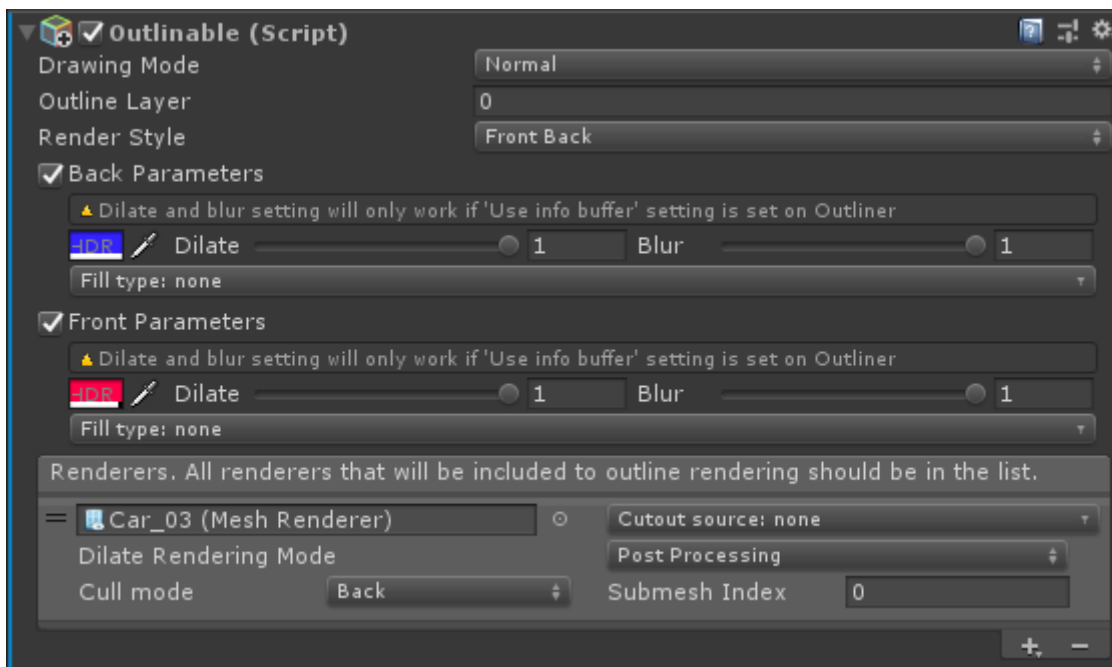 Outlinable (Script)
Drawing Mode Normal
Outline Layer 0
Render Style Front Back
Back Parameters
Dilate and blur setting will only work if 'Use info buffer' setting is set on Outliner
HDR Dilate 1 Blur 1
Fill type: none
Front Parameters
Dilate and blur setting will only work if 'Use info buffer' setting is set on Outliner
HDR Dilate 1 Blur 1
Fill type: none
Renderers. All renderers that will be included to outline rendering should be in the list.
Car_03 (Mesh Renderer) Cutout source: none
Dilate Rendering Mode Post Processing
Cull mode Back Submesh Index 0